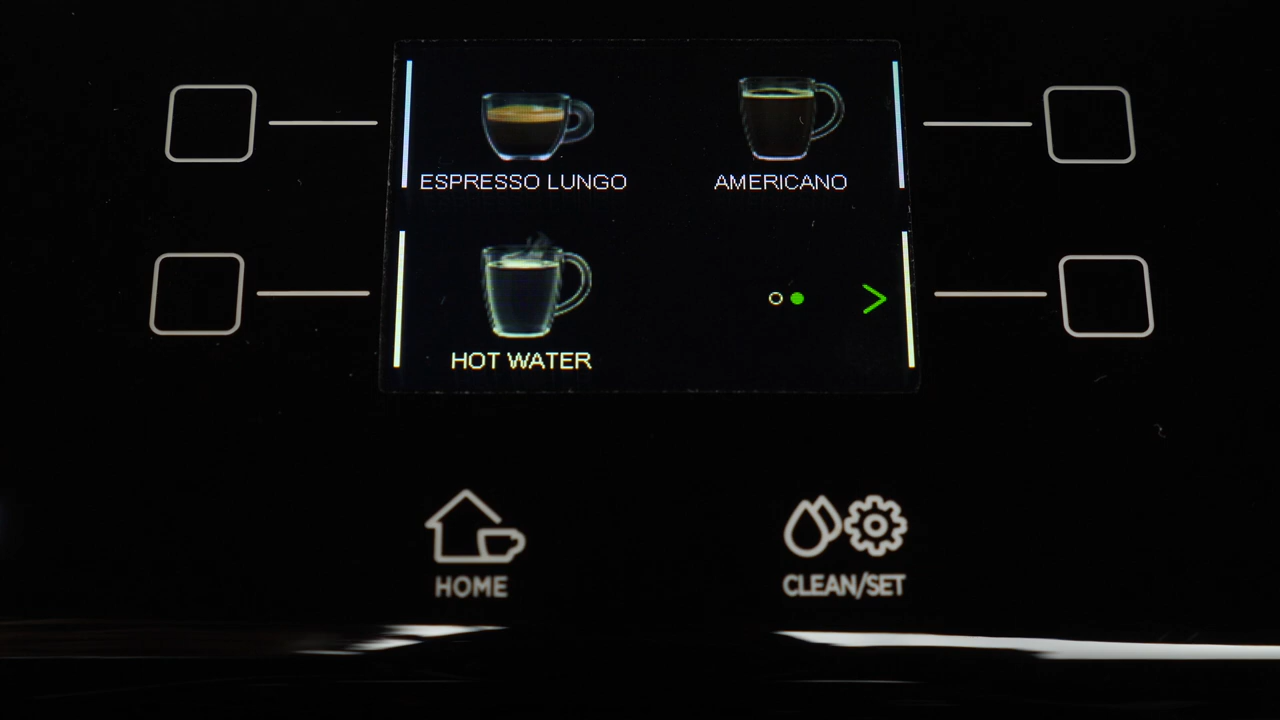 ESPRESSO LUNGO
AMERICANO
HOT WATER
HOME
CLEAN/SET